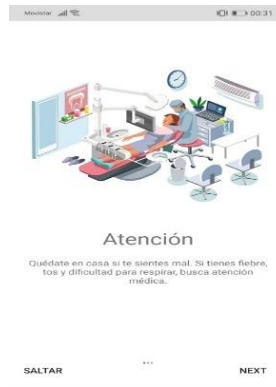 Movistar
00:31
Atención
Quédate en casa si te sientes mal. Si tienes fiebre,
tos y dificultad para respirar, busca atención
médica.
SALTAR
NEXT